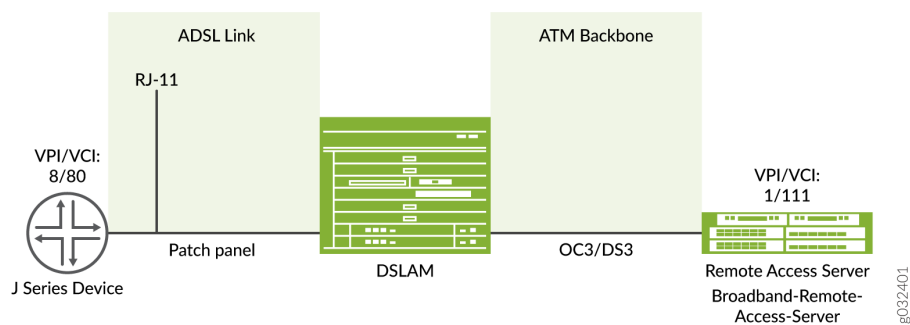 ADSL Link
ATM Backbone
RJ-11
VPI/VCI:
8/80
VPI/VCI:
1/111
Patch panel
OC3/DS3
DSLAM
J Series Device
Remote Access Server
Broadband-Remote-
Access-Server
g032401